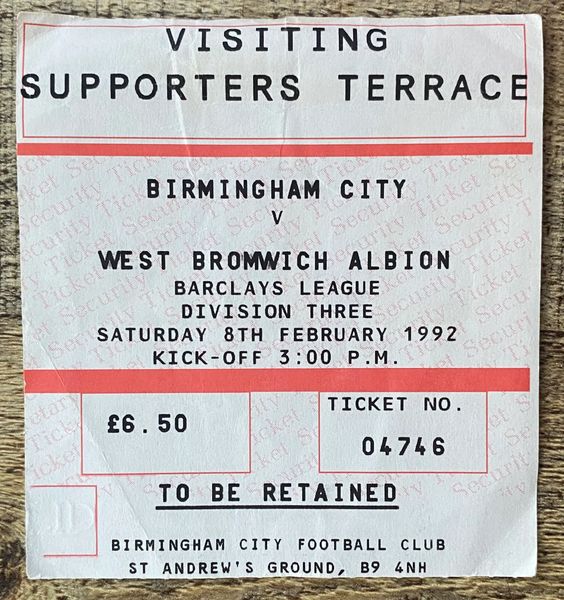 VISITING
SUPPORTERS TERRACE
BIRMINGHAM CITY
V
WEST BROMWICH ALBION
BARCLAYS LEAGUE
DIVISION THREE
SATURDAY 8TH FEBRUARY 1992
KICK-OFF 3:00 P.M.
£6.50
TICKET NO.
04746
TO BE RETAINED
BIRMINGHAM CITY FOOTBALL CLUB
ST ANDREW'S GROUND, B9 4NH